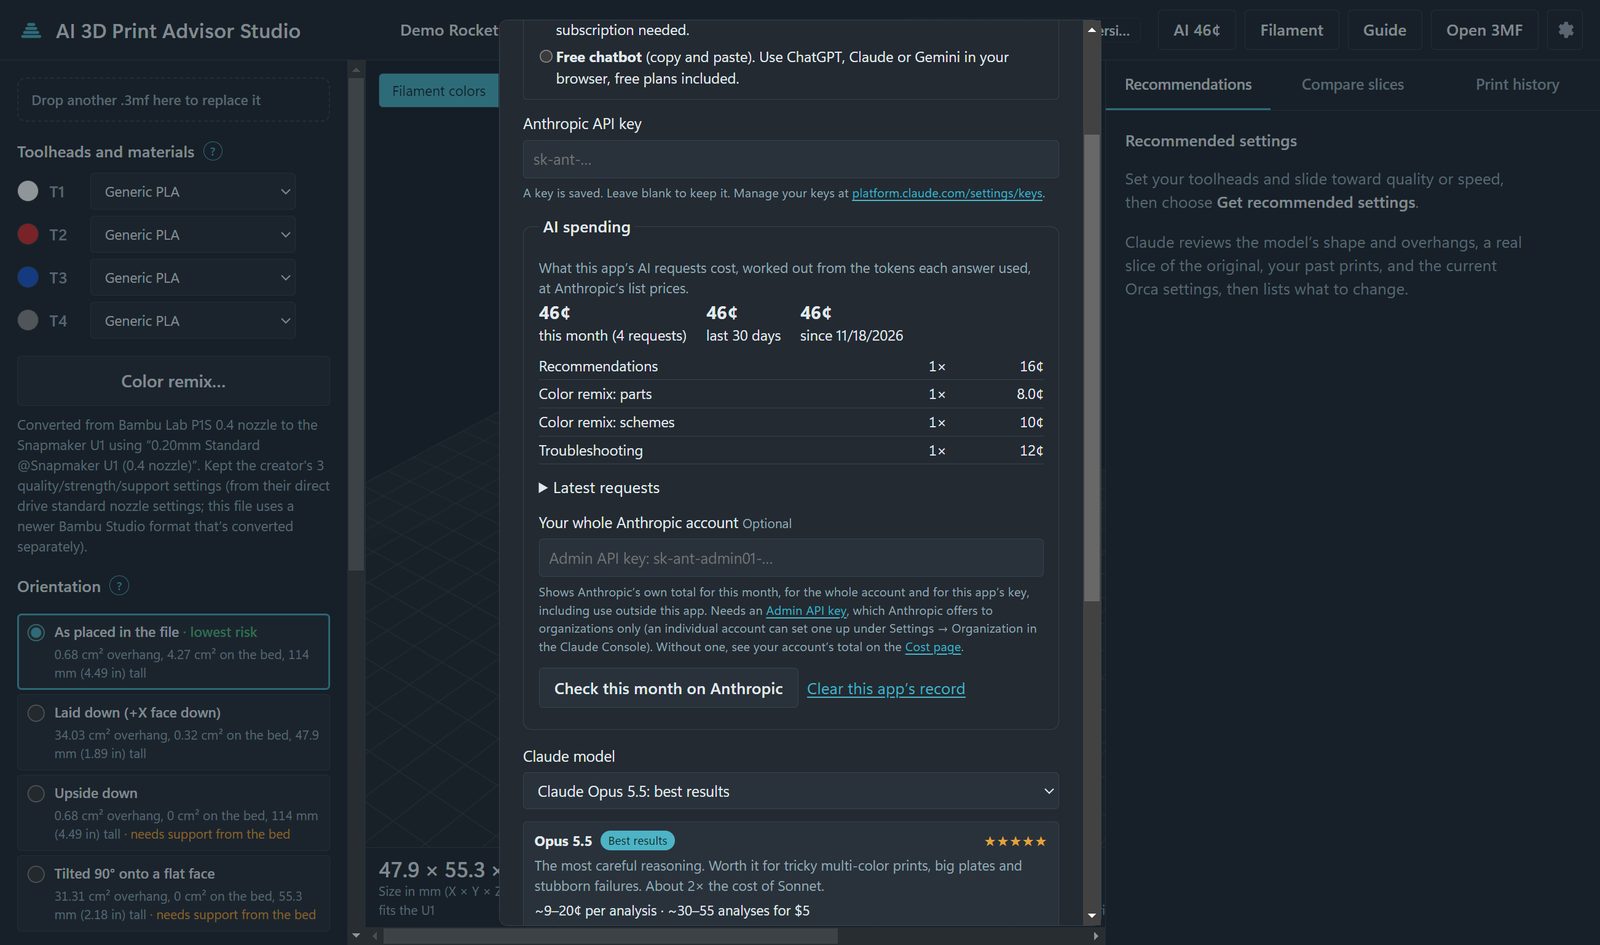 AI 3D Print Advisor Studio
Demo Rocket
AI 46¢
Filament
Guide
Open 3MF
Drop another .3mf here to replace it
Toolheads and materials ?
T1 Generic PLA
T2 Generic PLA
T3 Generic PLA
T4 Generic PLA
Color remix...
Converted from Bambu Lab P1S 0.4 nozzle to the
Snapmaker U1 using “0.20mm Standard
@Snapmaker U1 (0.4 nozzle)”. Kept the creator's 3
quality/strength/support settings (from their direct
drive standard nozzle settings; this file uses a
newer Bambu Studio format that's converted
separately).
Orientation ?
As placed in the file · lowest risk
0.68 cm² overhang, 4.27 cm² on the bed, 114
mm (4.49 in) tall
Laid down (+X face down)
34.03 cm² overhang, 0.32 cm² on the bed, 47.9
mm (1.89 in) tall
Upside down
0.68 cm² overhang, 0 cm² on the bed, 114 mm
(4.49 in) tall · needs support from the bed
Tilted 90° onto a flat face
31.31 cm² overhang, 0 cm² on the bed, 55.3
mm (2.18 in) tall · needs support from the bed
Filament colors
47.9 × 55.3 ×
Size in mm (X × Y × Z
fits the U1
subscription needed.
Free chatbot (copy and paste). Use ChatGPT, Claude or Gemini in your
browser, free plans included.
Anthropic API key
sk-ant-...
A key is saved. Leave blank to keep it. Manage your keys at platform.claude.com/settings/keys.
AI spending
What this app's AI requests cost, worked out from the tokens each answer used,
at Anthropic's list prices.
46¢ 46¢ 46¢
this month (4 requests) last 30 days since 11/18/2026
Recommendations 1× 16¢
Color remix: parts 1× 8.0¢
Color remix: schemes 1× 10¢
Troubleshooting 1× 12¢
Latest requests
Your whole Anthropic account Optional
Admin API key: sk-ant-admin01-...
Shows Anthropic's own total for this month, for the whole account and for this app's key,
including use outside this app. Needs an Admin API key, which Anthropic offers to
organizations only (an individual account can set one up under Settings → Organization in
the Claude Console). Without one, see your account's total on the Cost page.
Check this month on Anthropic
Clear this app's record
Claude model
Claude Opus 5.5: best results
Opus 5.5 Best results ★★★★★
The most careful reasoning. Worth it for tricky multi-color prints, big plates and
stubborn failures. About 2× the cost of Sonnet.
~9–20¢ per analysis · ~30–55 analyses for $5
Recommendations
Compare slices
Print history
Recommended settings
Set your toolheads and slide toward quality or speed,
then choose Get recommended settings.
Claude reviews the model's shape and overhangs, a real
slice of the original, your past prints, and the current
Orca settings, then lists what to change.